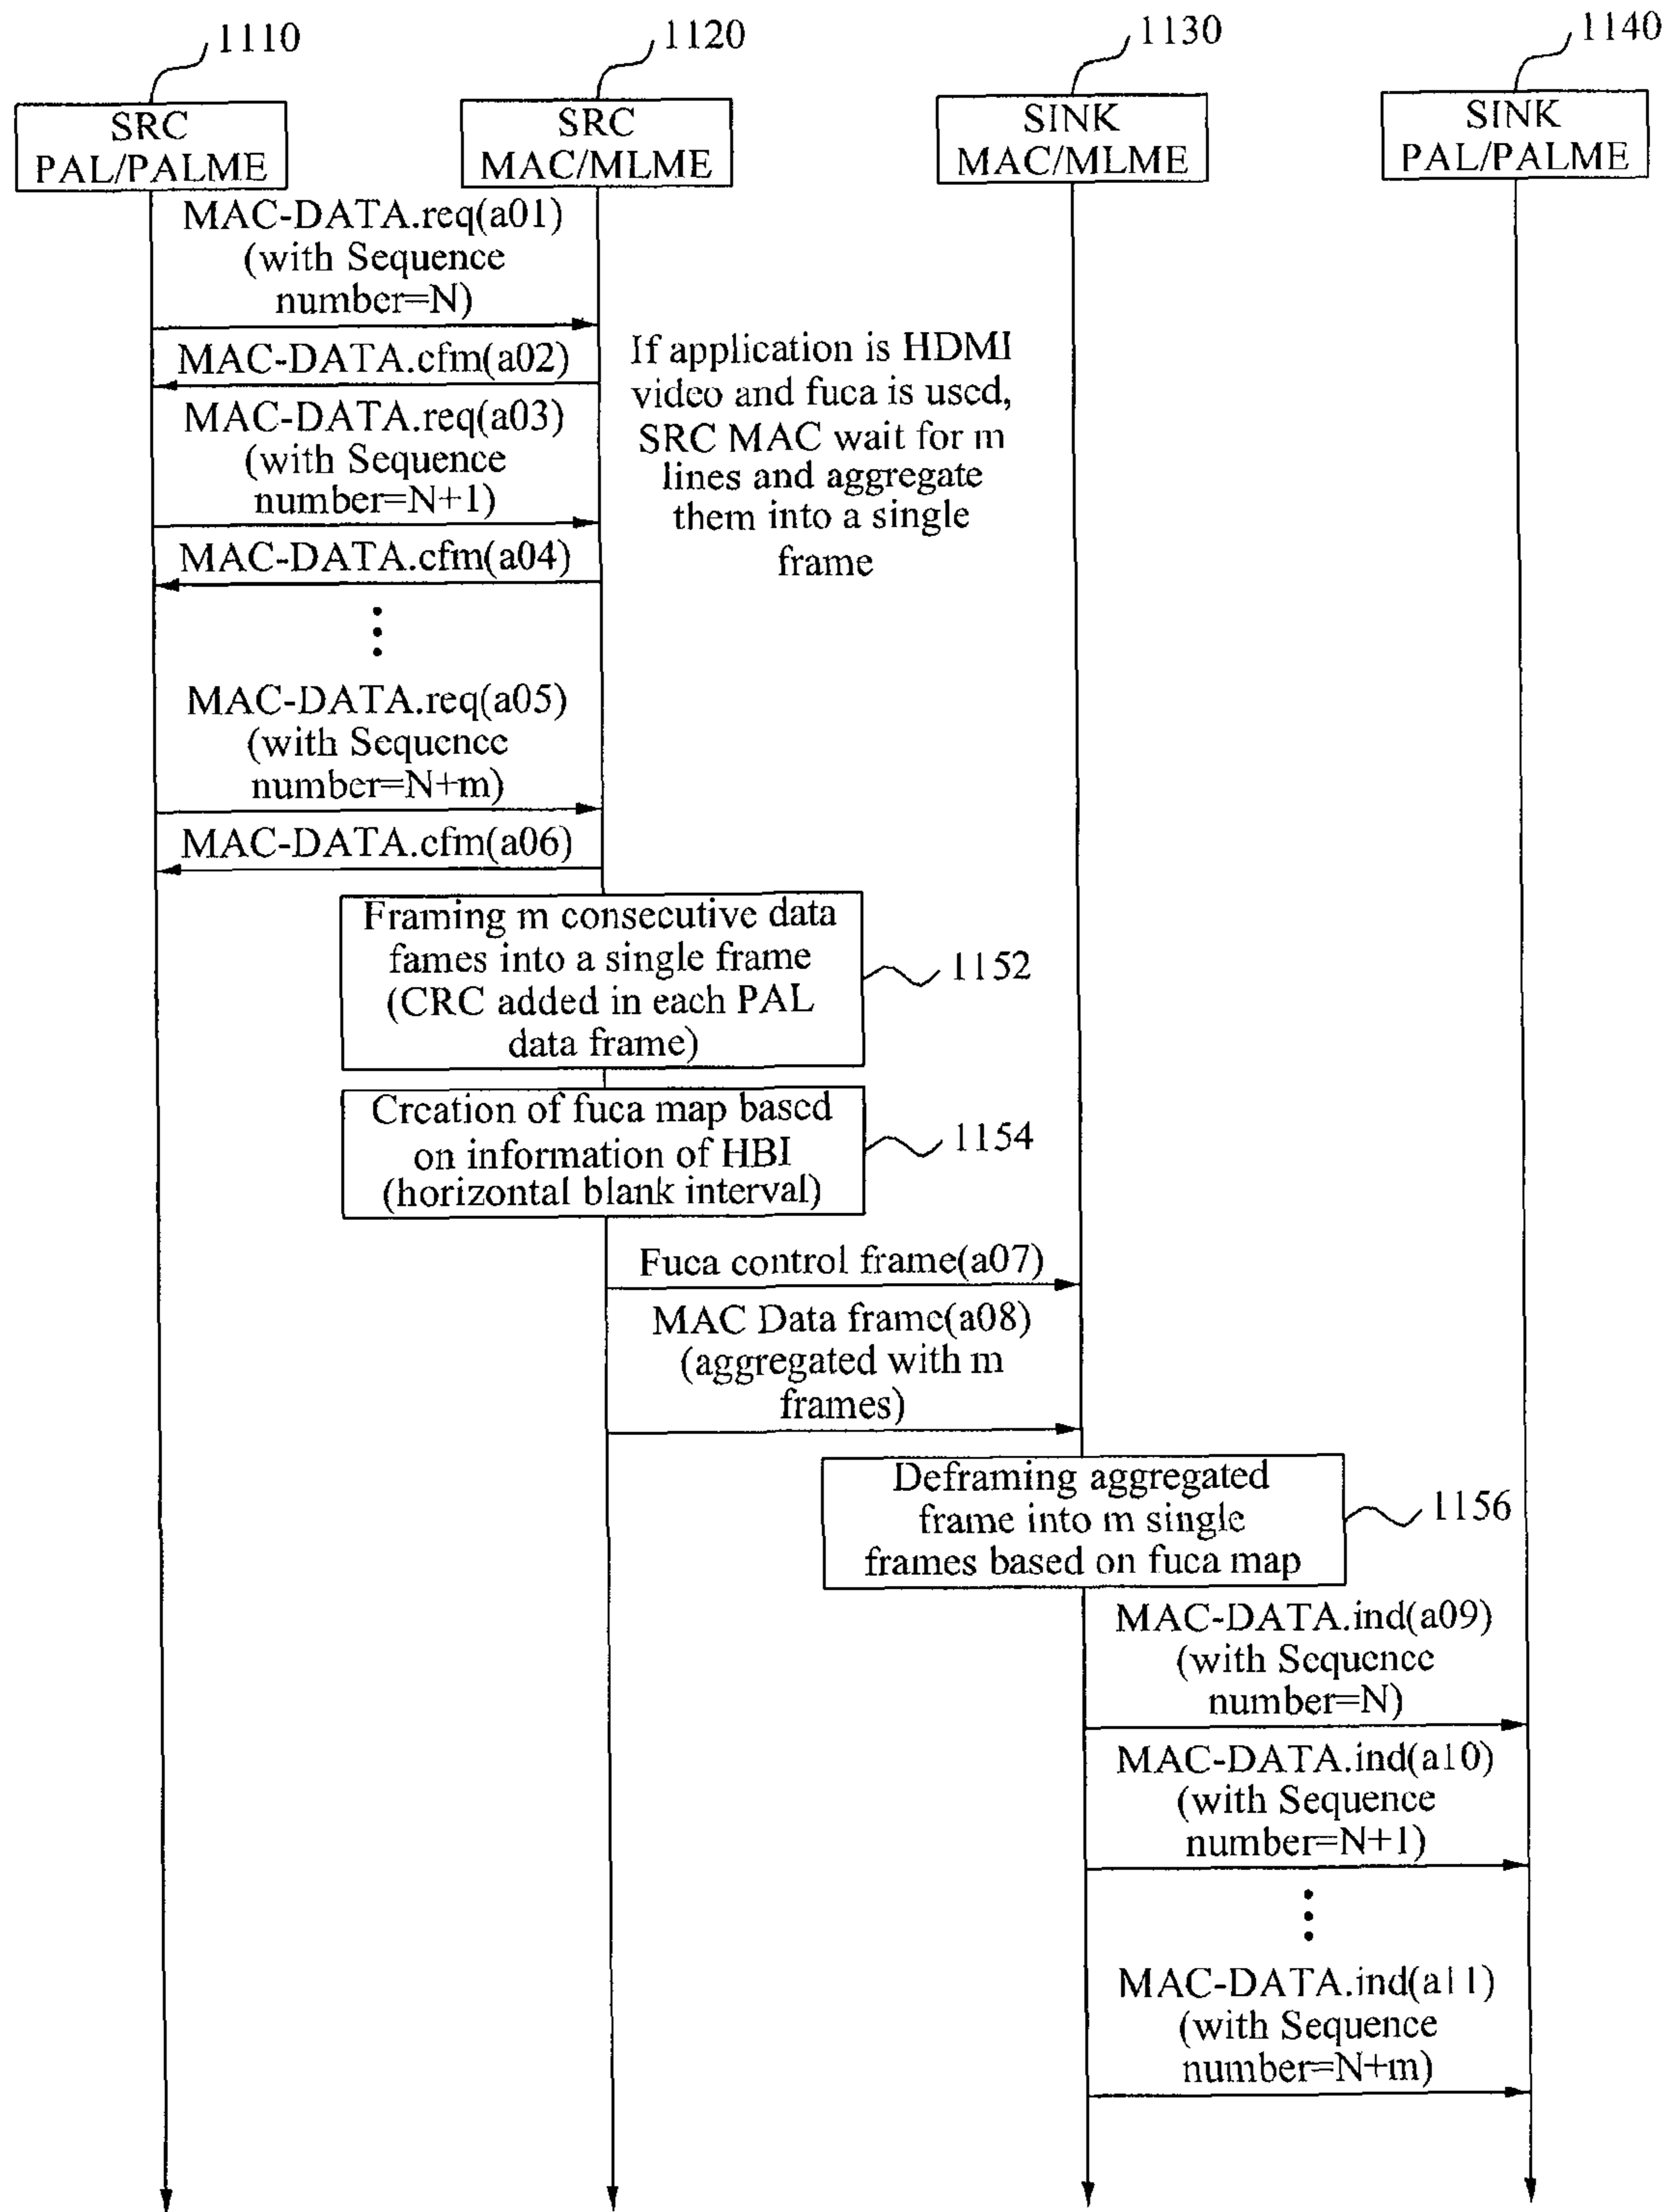 1110
1120
1130
1140
SRC
PAL/PALME
SRC
MAC/MLME
SINK
MAC/MLME
SINK
PAL/PALME
MAC-DATA.req(a01)
(with Sequence
number=N)
MAC-DATA.cfm(a02)
MAC-DATA.req(a03)
(with Sequence
number=N+1)
MAC-DATA.cfm(a04)
If application is HDMI
video and fuca is used,
SRC MAC wait for m
lines and aggregate
them into a single
frame
MAC-DATA.req(a05)
(with Sequence
number=N+m)
MAC-DATA.cfm(a06)
Framing m consecutive data
fames into a single frame
(CRC added in each PAL
data frame)
1152
Creation of fuca map based
on information of HBI
(horizontal blank interval)
1154
Fuca control frame(a07)
MAC Data frame(a08)
(aggregated with m
frames)
Deframing aggregated
frame into m single
frames based on fuca map
1156
MAC-DATA.ind(a09)
(with Sequence
number=N)
MAC-DATA.ind(a10)
(with Sequence
number=N+1)
MAC-DATA.ind(a11)
(with Sequence
number=N+m)